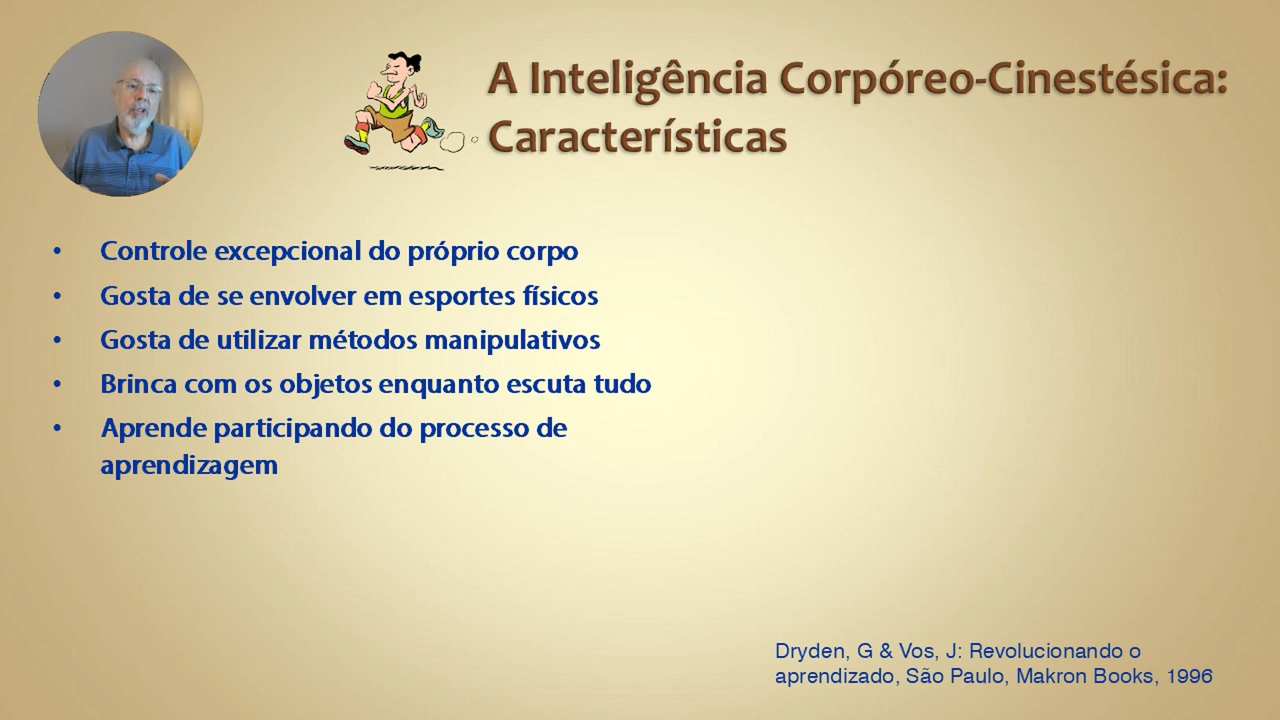 A Inteligência Corpóreo-Cinestésica:
Características
• Controle excepcional do próprio corpo
• Gosta de se envolver em esportes físicos
• Gosta de utilizar métodos manipulativos
• Brinca com os objetos enquanto escuta tudo
• Aprende participando do processo de
aprendizagem
Dryden, G & Vos, J: Revolucionando o
aprendizado, São Paulo, Makron Books, 1996